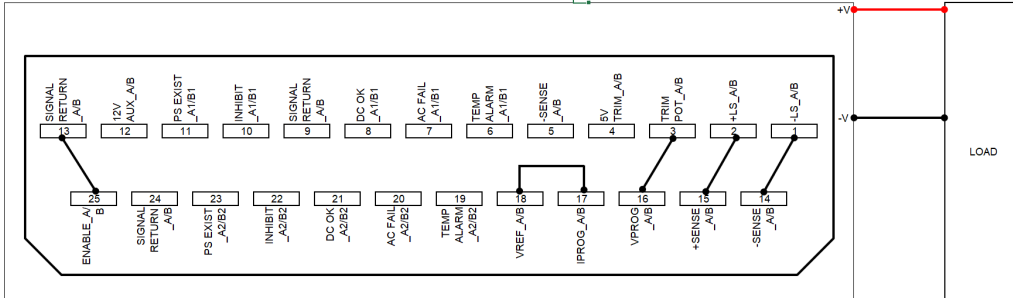 +V
SIGNAL
RETURN
_A/B
12V
AUX_A/B
PS EXIST
_A1/B1
INHIBIT
_A1/B1
SIGNAL
RETURN
_A/B
DC OK
_A1/B1
AC FAIL
_A1/B1
TEMP
ALARM
_A1/B1
-SENSE
_A/B
5V
TRIM_A/B
TRIM
POT_A/B
+LS_A/B
-LS_A/B
13
12
11
10
9
8
7
6
5
4
3
2
1
-V
LOAD
25
24
23
22
21
20
19
18
17
16
15
14
ENABLE_A/
B
SIGNAL
RETURN
_A/B
PS EXIST
_A2/B2
INHIBIT
_A2/B2
DC OK
_A2/B2
AC FAIL
_A2/B2
TEMP
ALARM
_A2/B2
VREF_A/B
IPROG_A/B
VPROG
_A/B
+SENSE
_A/B
-SENSE
_A/B